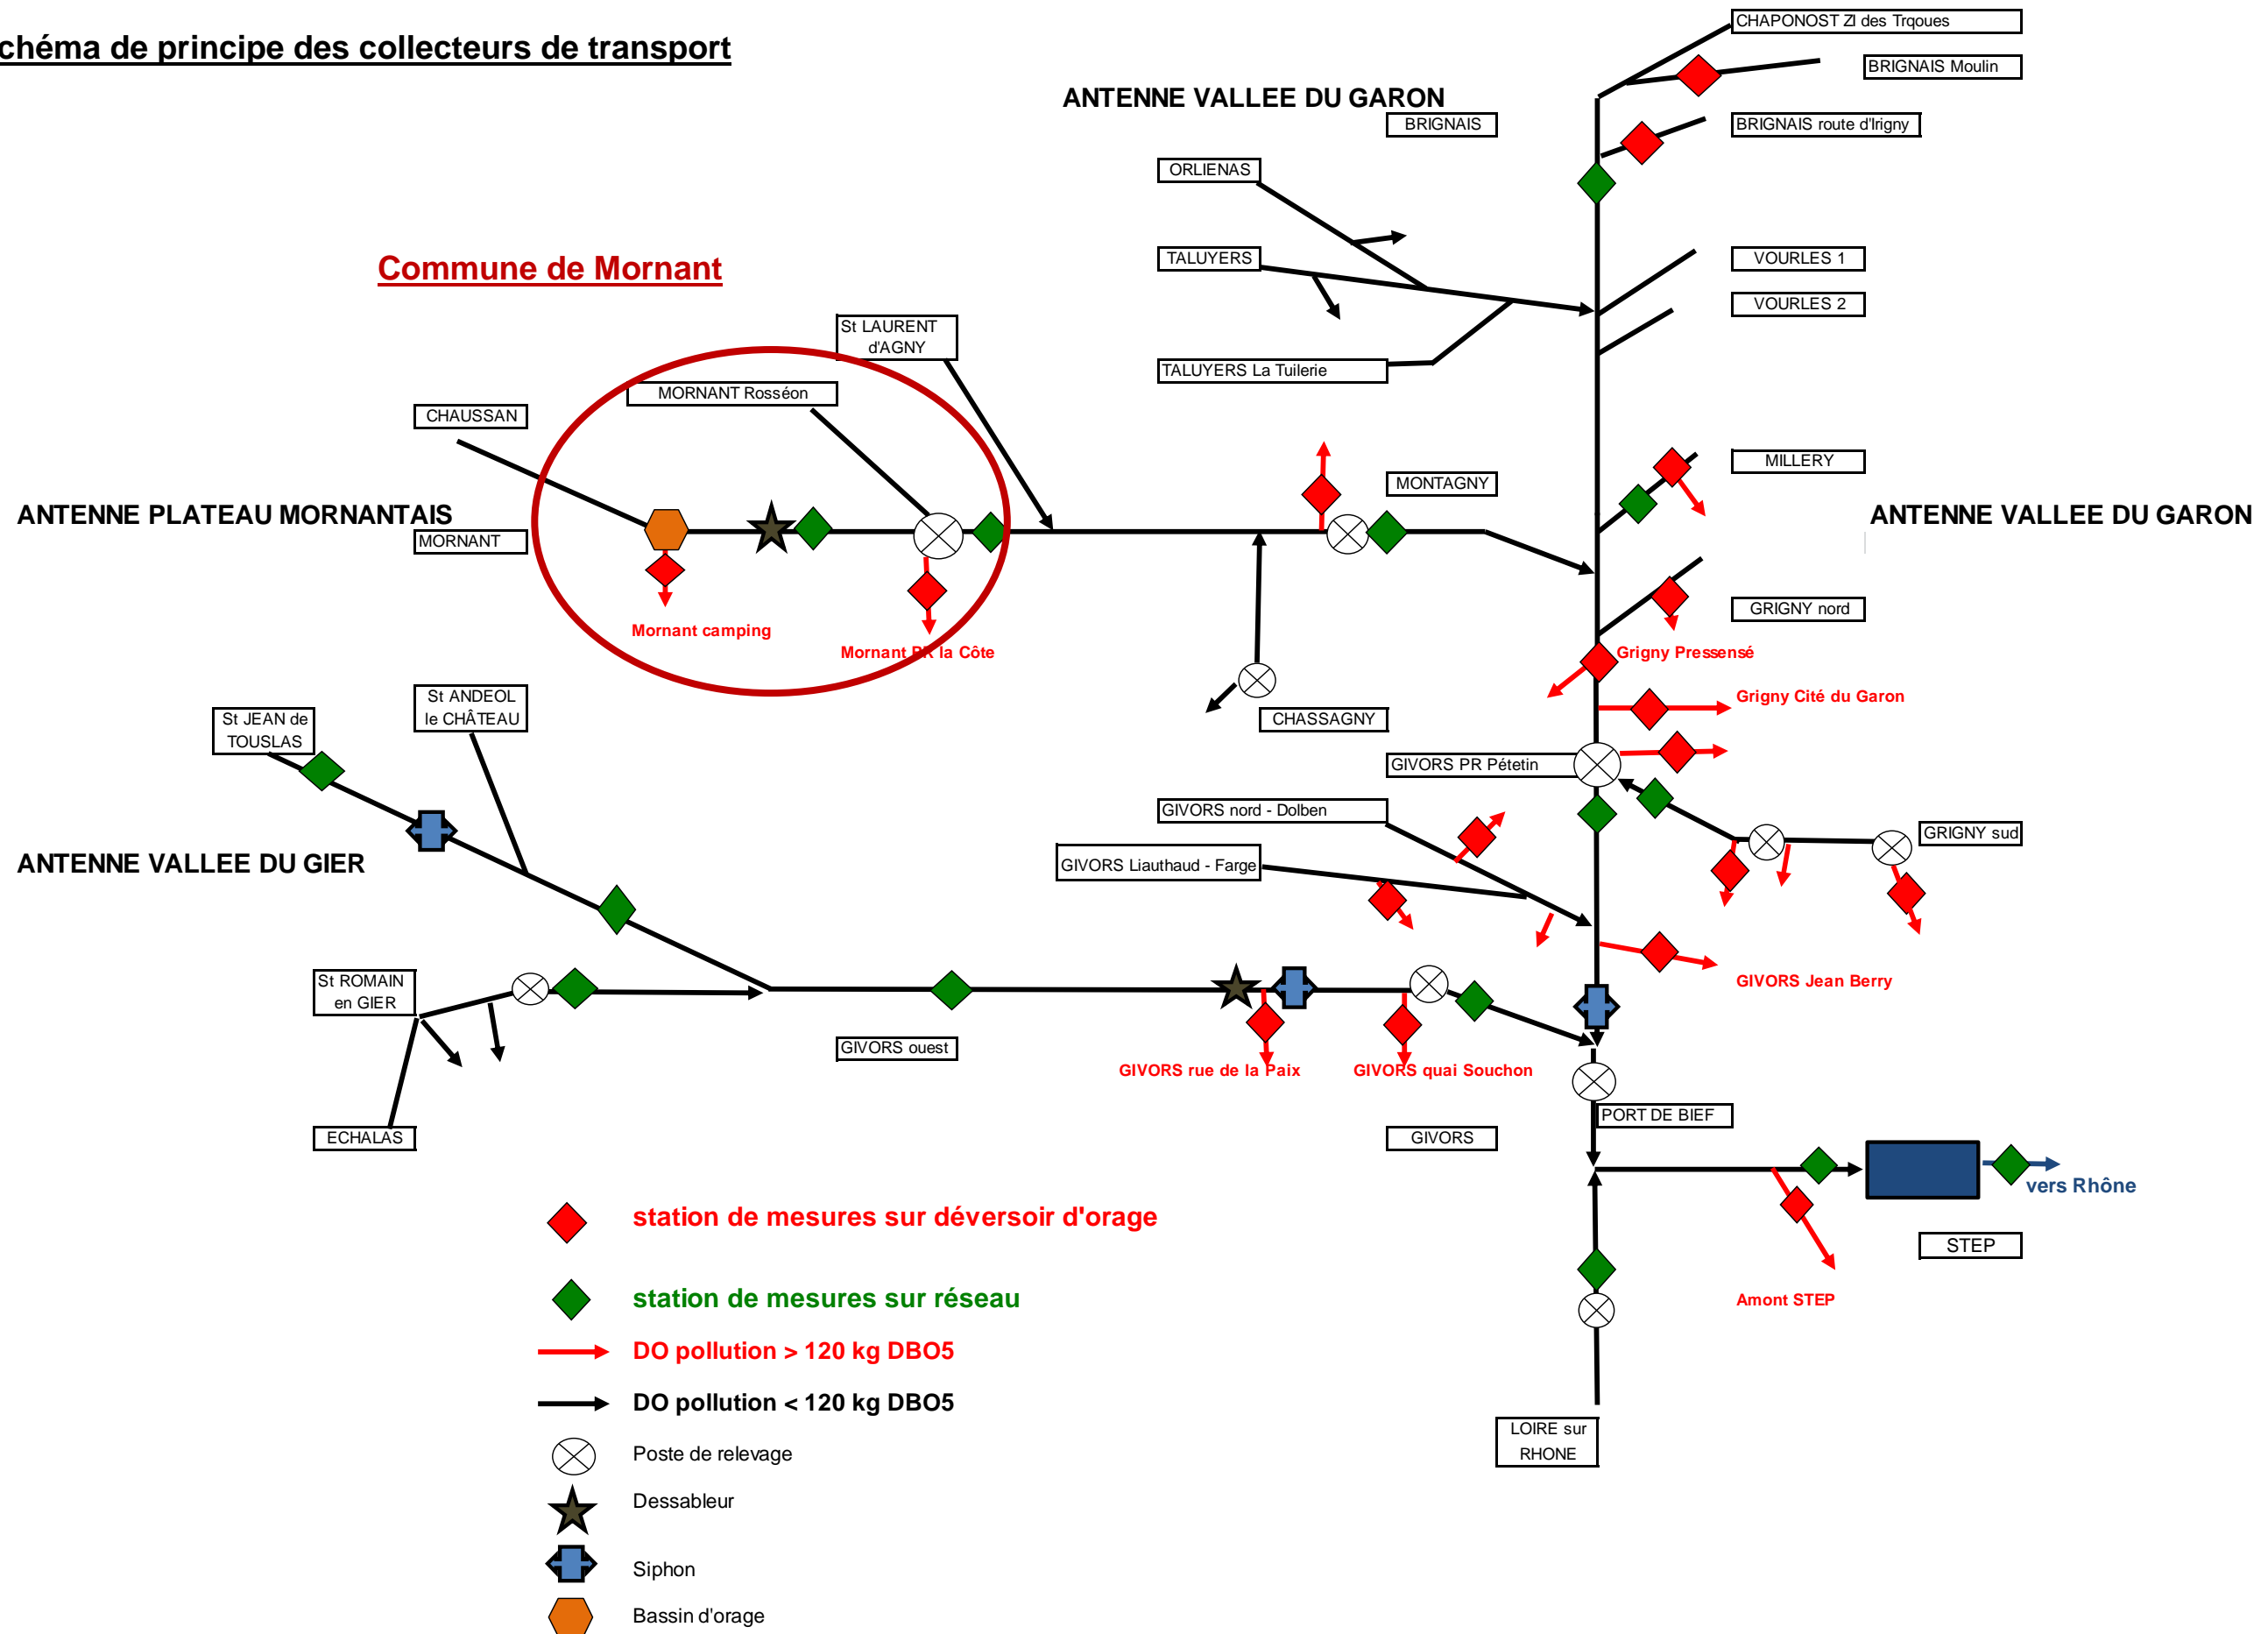 chéma de principe des collecteurs de transport
CHAPONOST ZI des Trqoues
BRIGNAIS Moulin
ANTENNE VALLEE DU GARON
BRIGNAIS
BRIGNAIS route d'Irigny
ORLIENAS
Commune de Mornant
TALUYERS
VOURLES 1
VOURLES 2
St LAURENT
d'AGNY
TALUYERS La Tuilerie
MORNANT Rosséon
CHAUSSAN
MILLERY
MONTAGNY
ANTENNE PLATEAU MORNANTAIS
ANTENNE VALLEE DU GARON
MORNANT
GRIGNY nord
Mornant camping
Mornant PR la Côte
Grigny Pressensé
St ANDEOL
le CHÂTEAU
Grigny Cité du Garon
St JEAN de
TOUSLAS
CHASSAGNY
GIVORS PR Pétetin
GIVORS nord - Dolben
GRIGNY sud
ANTENNE VALLEE DU GIER
GIVORS Liauthaud - Farge
St ROMAIN
en GIER
GIVORS Jean Berry
GIVORS ouest
GIVORS rue de la Paix
GIVORS quai Souchon
PORT DE BIEF
ECHALAS
GIVORS
vers Rhône
station de mesures sur déversoir d'orage
STEP
station de mesures sur réseau
Amont STEP
DO pollution > 120 kg DBO5
DO pollution < 120 kg DBO5
LOIRE sur
RHONE
Poste de relevage
Dessableur
Siphon
Bassin d'orage